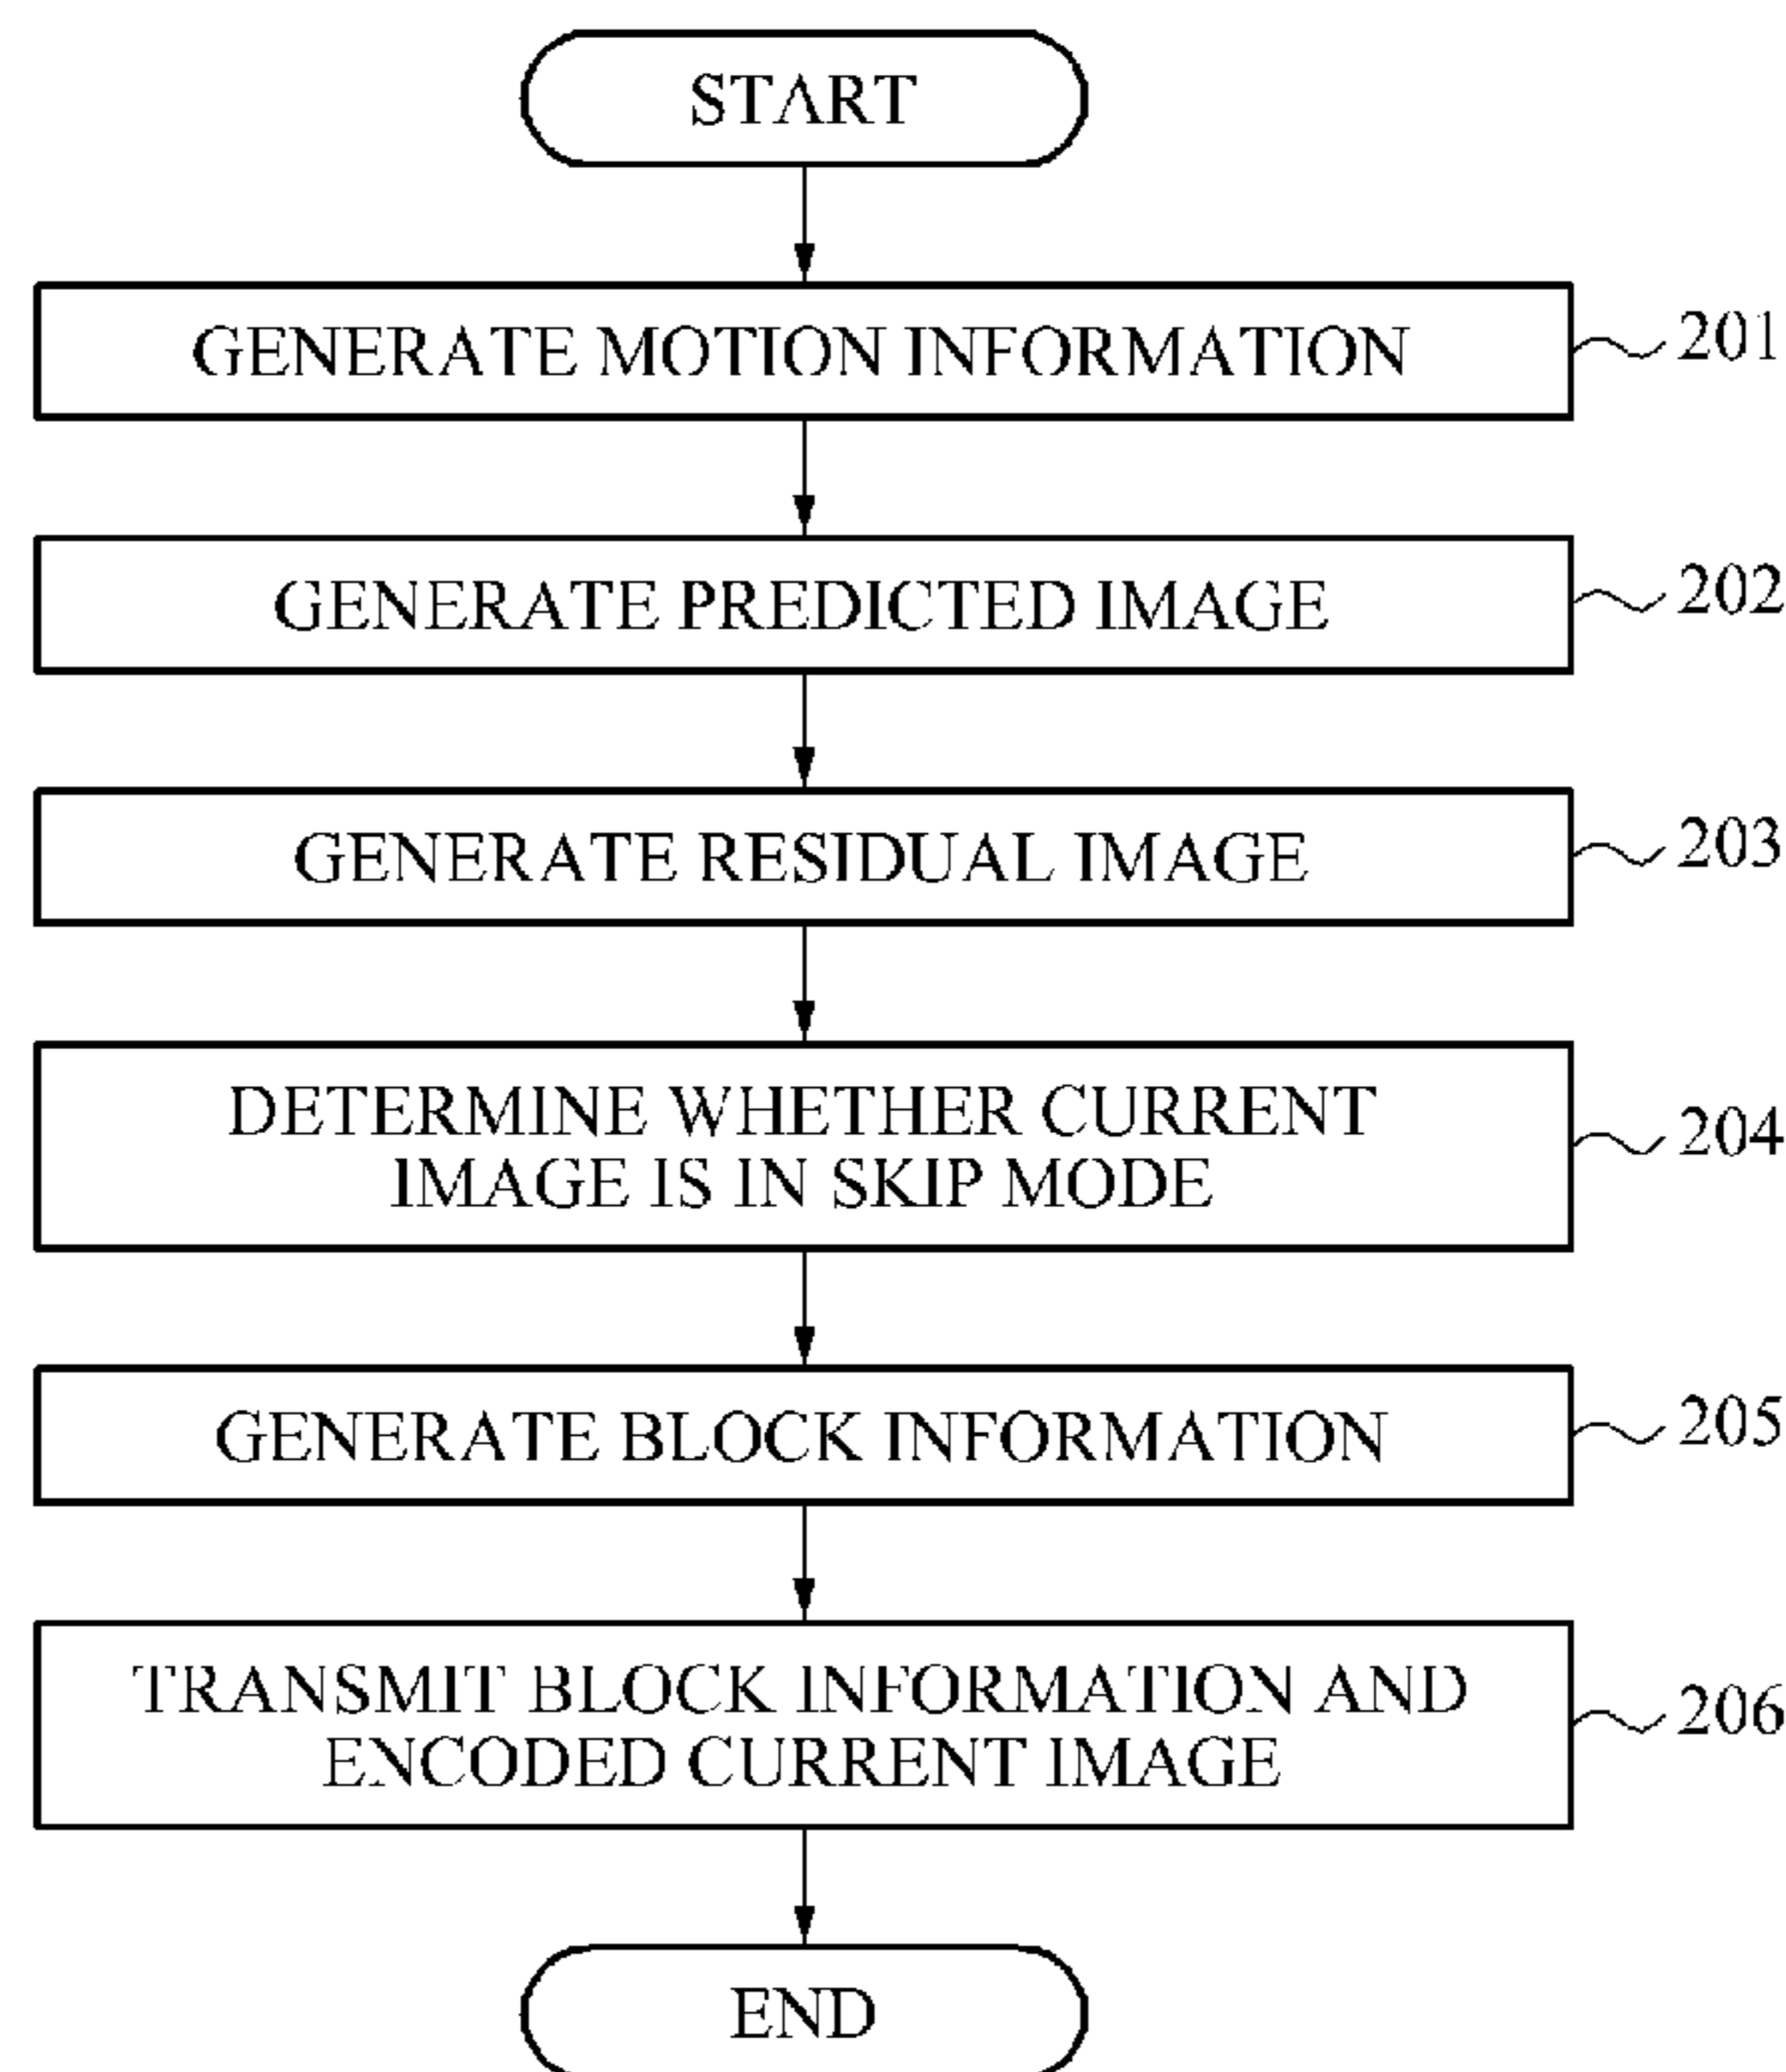 START
GENERATE MOTION INFORMATION
201
GENERATE PREDICTED IMAGE
202
GENERATE RESIDUAL IMAGE
203
DETERMINE WHETHER CURRENT
IMAGE IS IN SKIP MODE
204
GENERATE BLOCK INFORMATION
205
TRANSMIT BLOCK INFORMATION AND
ENCODED CURRENT IMAGE
206
END